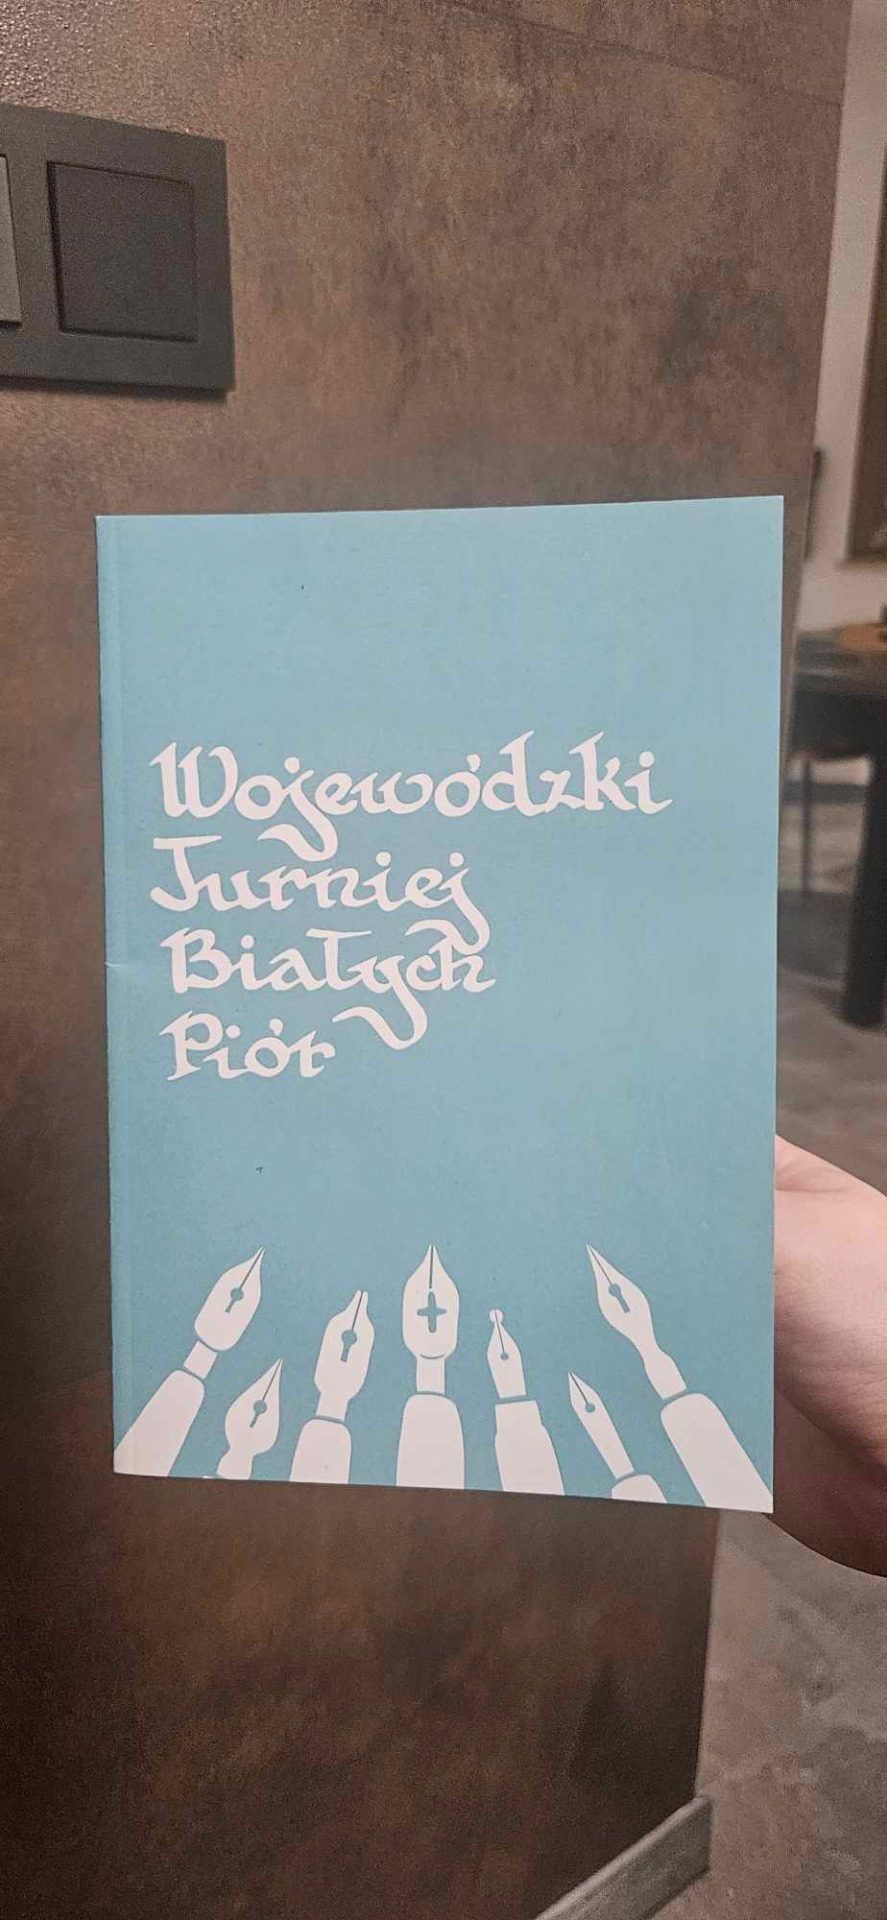 Wojewódzki
Turniej
Białych
Piór